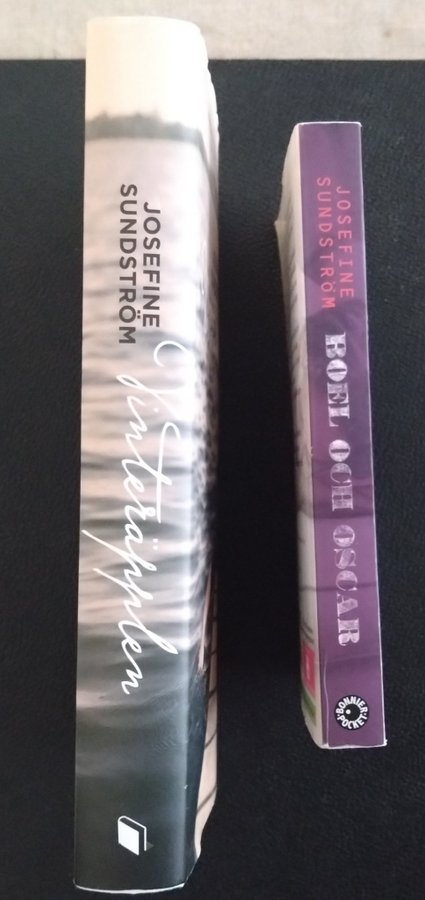 JOSEFINE
SUNDSTRÖM
Vinteräpplen
JOSEFINE
SUNDSTRÖM
BOEL OCH OSCAR
BONNIER
POCKET